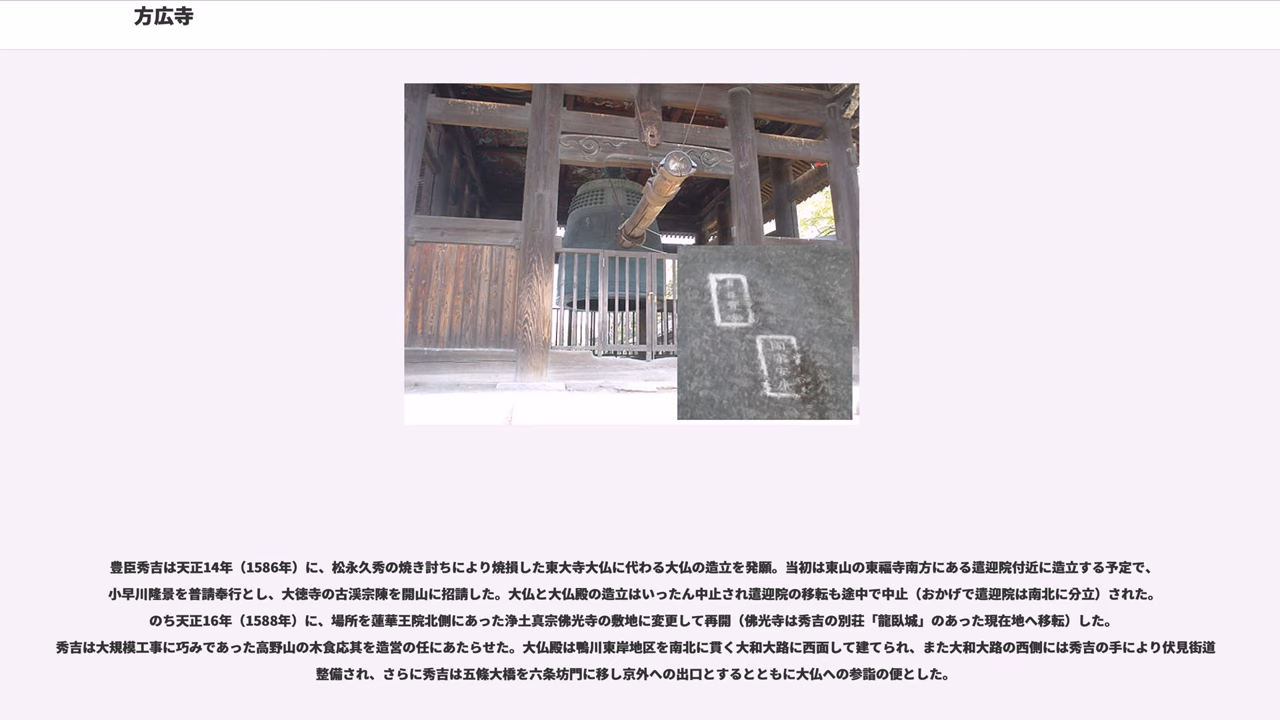 方広寺
豊臣秀吉は天正14年（1586年）に、松永久秀の焼き討ちにより焼損した東大寺大仏に代わる大仏の造立を発願。当初は東山の東福寺南方にある遣迎院付近に造立する予定で、
小早川隆景を普請奉行とし、大徳寺の古渓宗陳を開山に招請した。大仏と大仏殿の造立はいったん中止され遣迎院の移転も途中で中止（おかげで遣迎院は南北に分立）された。
のち天正16年（1588年）に、場所を蓮華王院北側にあった浄土真宗佛光寺の敷地に変更して再開（佛光寺は秀吉の別荘「龍臥城」のあった現在地へ移転）した。
秀吉は大規模工事に巧みであった高野山の木食応其を造営の任にあたらせた。大仏殿は鴨川東岸地区を南北に貫く大和大路に西面して建てられ、また大和大路の西側には秀吉の手により伏見街道
整備され、さらに秀吉は五條大橋を六条坊門に移し京外への出口とするとともに大仏への参詣の便とした。